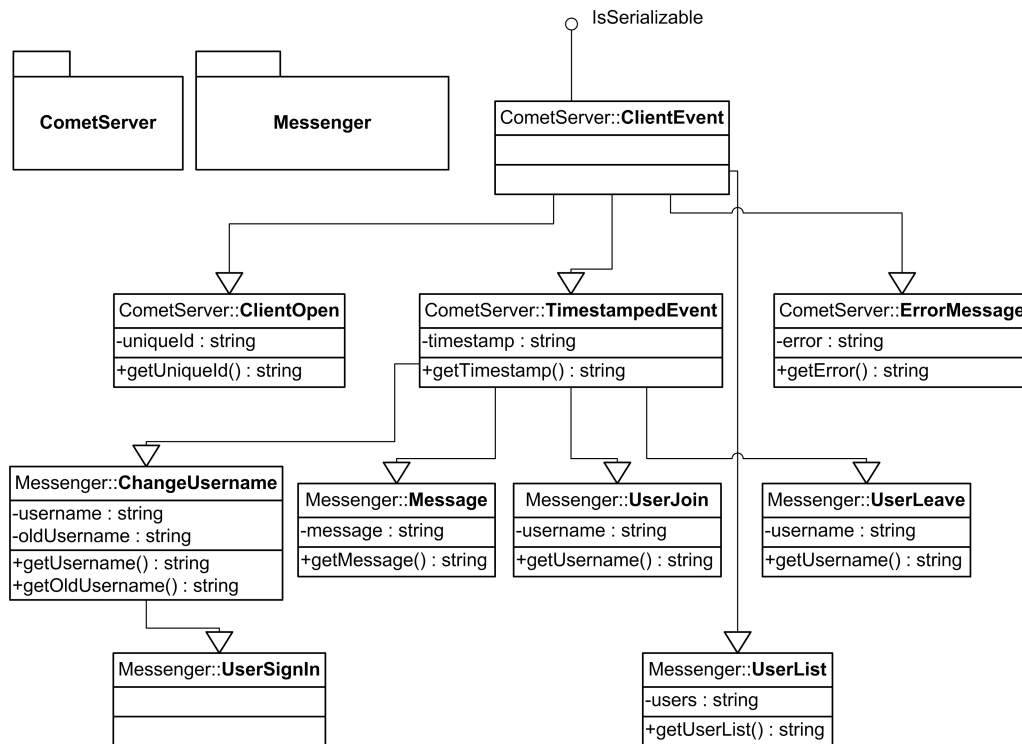 IsSerializable
CometServer
Messenger
CometServer::ClientEvent
CometServer::ClientOpen
-uniqueId : string
+getUniqueId() : string
CometServer::TimestampedEvent
-timestamp : string
+getTimestamp() : string
CometServer::ErrorMessage
-error : string
+getError() : string
Messenger::ChangeUsername
-username : string
-oldUsername : string
+getUsername() : string
+getOldUsername() : string
Messenger::Message
-message : string
+getMessage() : string
Messenger::UserJoin
-username : string
+getUsername() : string
Messenger::UserLeave
-username : string
+getUsername() : string
Messenger::UserSignIn
Messenger::UserList
-users : string
+getUserList() : string